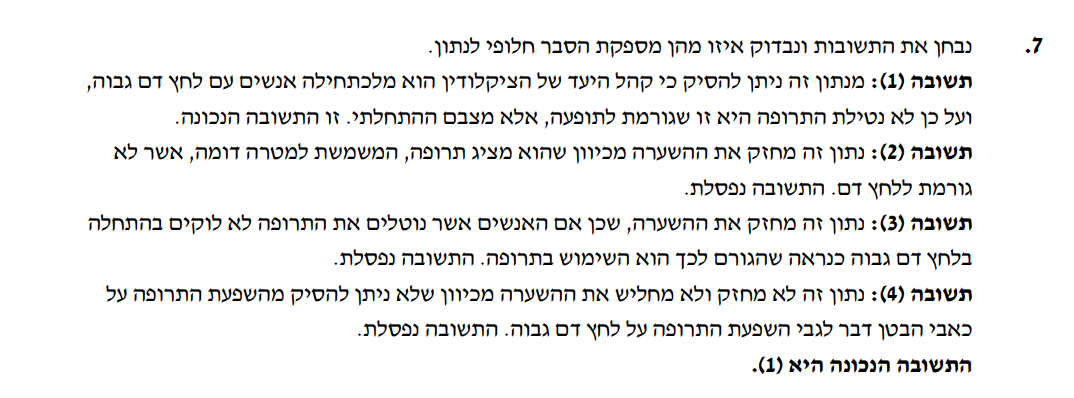 7. נבחן את התשובות ונבדוק איזו מהן מספקת הסבר חלופי לנתון.
תשובה (1): מנתון זה ניתן להסיק כי קהל היעד של הציקלודין הוא מלכתחילה אנשים עם לחץ דם גבוה,
ועל כן לא נטילת התרופה היא זו שגורמת לתופעה, אלא מצבם ההתחלתי. זו התשובה הנכונה.
תשובה (2): נתון זה מחזק את ההשערה מכיוון שהוא מציג תרופה, המשמשת למטרה דומה, אשר לא
גורמת ללחץ דם. התשובה נפסלת.
תשובה (3): נתון זה מחזק את ההשערה, שכן אם האנשים אשר נוטלים את התרופה לא לוקים בהתחלה
בלחץ דם גבוה כנראה שהגורם לכך הוא השימוש בתרופה. התשובה נפסלת.
תשובה (4): נתון זה לא מחזק ולא מחליש את ההשערה מכיוון שלא ניתן להסיק מהשפעת התרופה על
כאבי הבטן דבר לגבי השפעת התרופה על לחץ דם גבוה. התשובה נפסלת.
התשובה הנכונה היא (1).